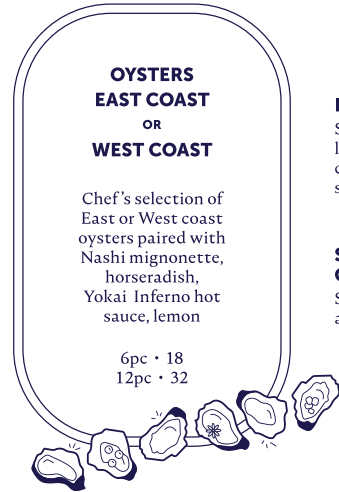 OYSTERS
EAST COAST
OR
WEST COAST
Chef's selection of
East or West coast
oysters paired with
Nashi mignonette,
horseradish,
Yokai Inferno hot
sauce, lemon
6pc • 18
12pc • 32